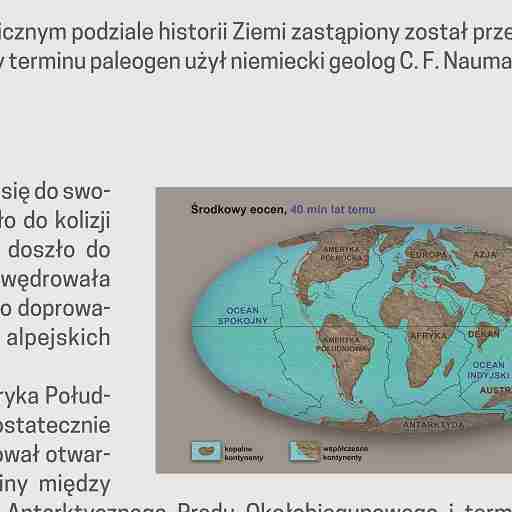 icznym podziale historii Ziemi zastąpiony został prze
y terminu paleogen użył niemiecki geolog C. F. Nauma
się do swo-
ło do kolizji
doszło do
wędrowała
o doprowa-
alpejskich
ryka Połud-
ostatecznie
ował otwar-
iny między
Antarktycznego Prądu Okołobiegunowego i term
Środkowy eocen, 40 mln lat temu
AMERYKA
PÓŁNOCNA
EUROPA
AZJA
OCEAN
SPOKOJNY
AMERYKA
POŁUDNIOWA
AFRYKA
DEKAN
OCEAN
INDYJSKI
AUSTR
ANTARKTYDA
kopalne
kontynenty
współczesne
kontynenty